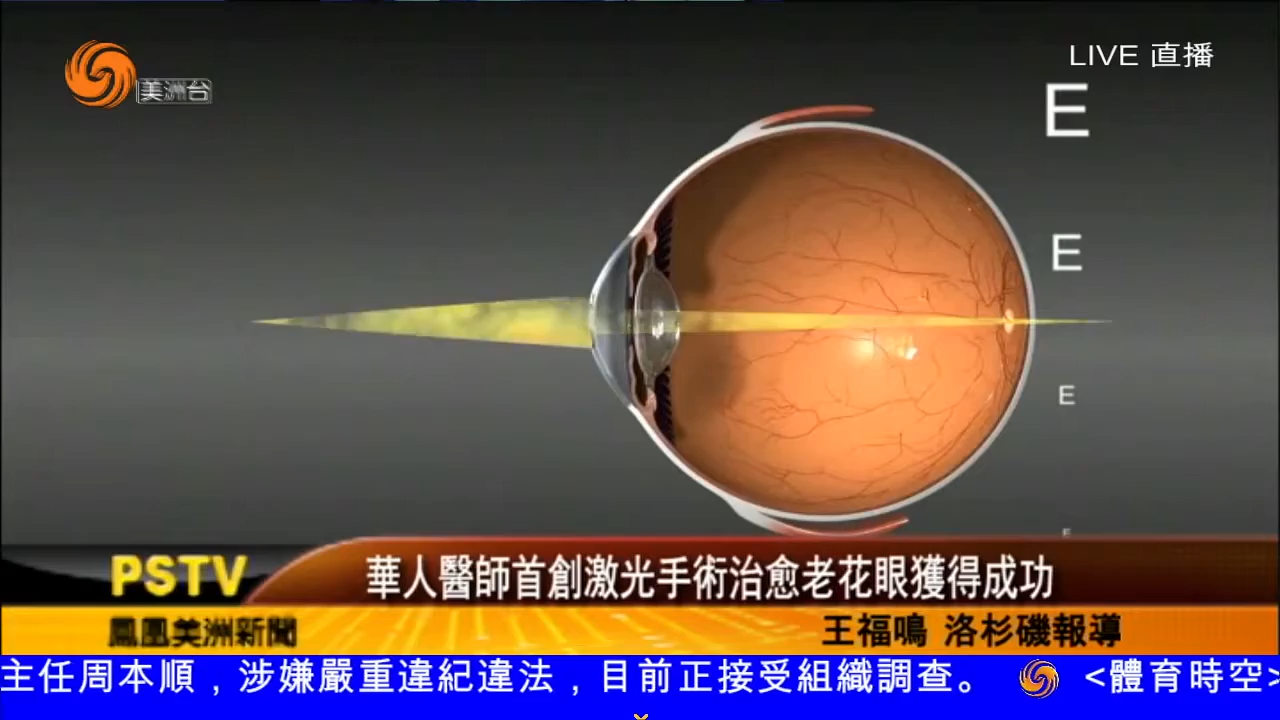 LIVE 直播
美洲台
E
E
E
E
PSTV
華人醫師首創激光手術治愈老花眼獲得成功
鳳凰美洲新聞
王福鳴 洛杉磯報導
主任周本順，涉嫌嚴重違紀違法，目前正接受組織調查。 <體育時空>